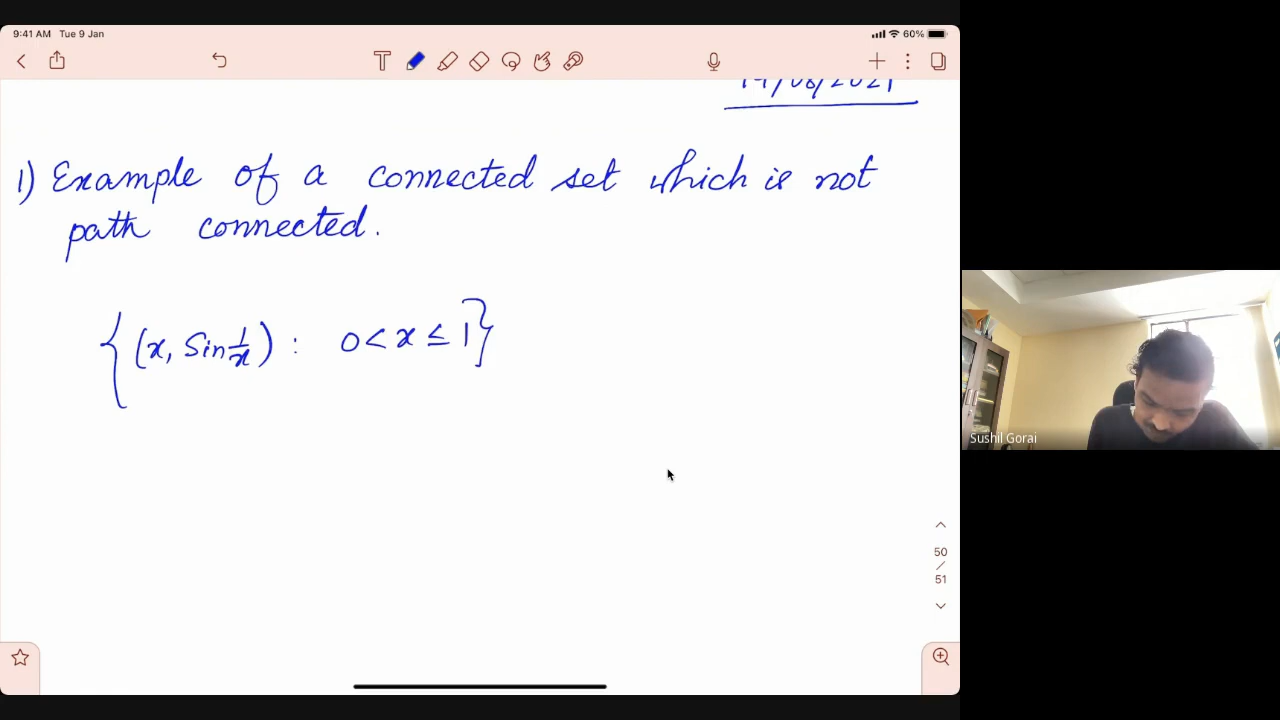 9:41 AM Tue 9 Jan
60%
1) Example of a connected set which is not
path connected.
{(x, Sin 1/x) : 0 < x ≤ 1}
Sushil Gorai
50
/
51